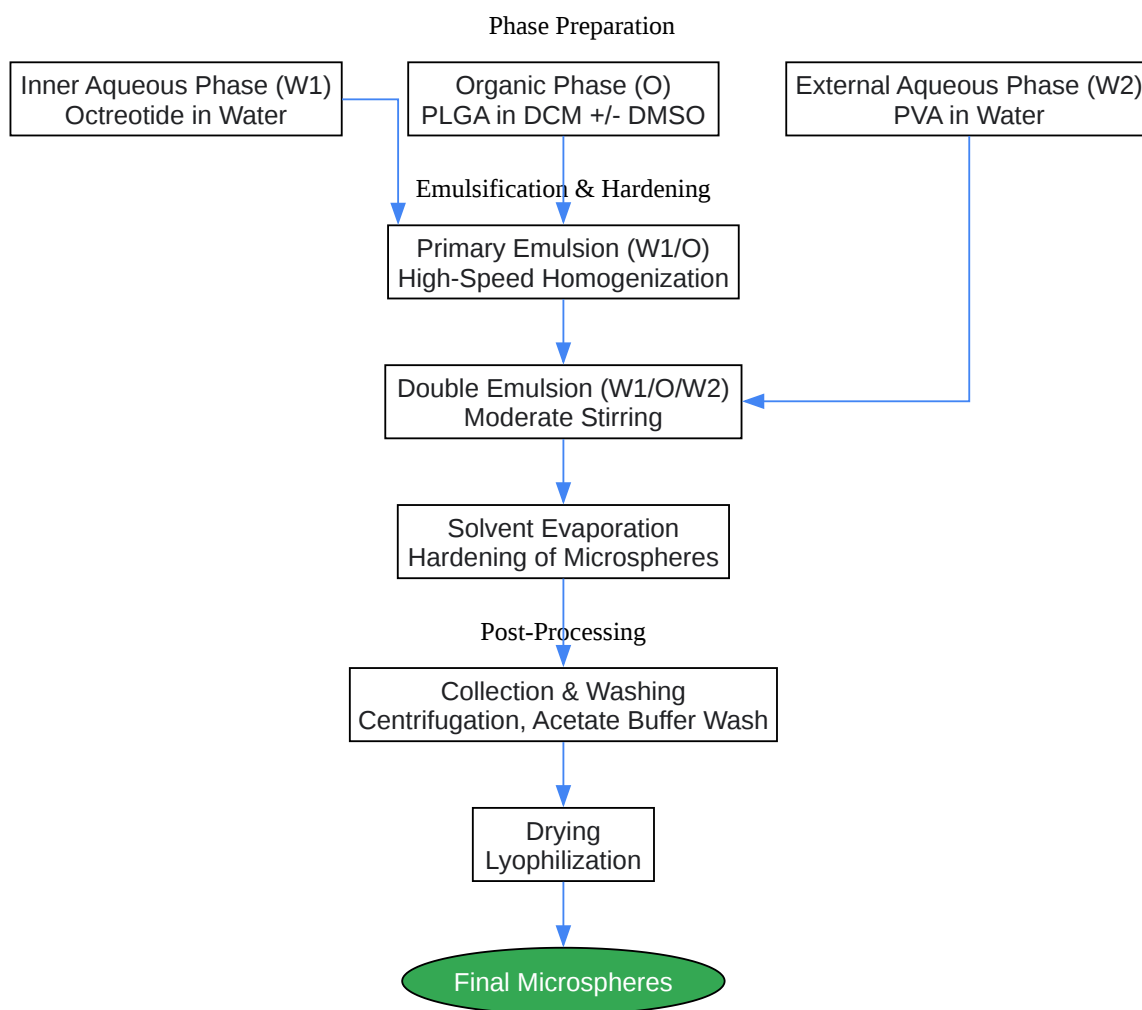 Phase Preparation
Inner Aqueous Phase (W1)
Octreotide in Water
Organic Phase (O)
PLGA in DCM +/- DMSO
External Aqueous Phase (W2)
PVA in Water
Emulsification & Hardening
Primary Emulsion (W1/O)
High-Speed Homogenization
Double Emulsion (W1/O/W2)
Moderate Stirring
Solvent Evaporation
Hardening of Microspheres
Post-Processing
Collection & Washing
Centrifugation, Acetate Buffer Wash
Drying
Lyophilization
Final Microspheres